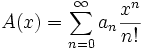 A(x) = \sum_{n=0}^{\infty} a_n \frac{x^n}{n!}